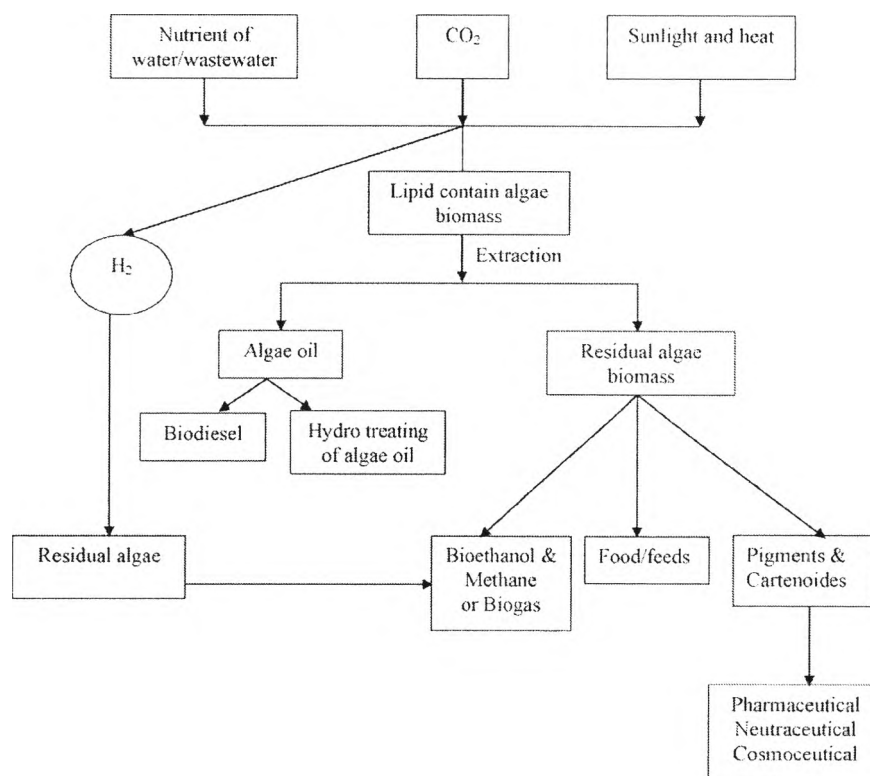 Nutrient of
water/wastewater
CO₂
Sunlight and heat
Lipid contain algae
biomass
Extraction
H₂
Algae oil
Residual algae
biomass
Biodiesel
Hydro treating
of algae oil
Residual algae
Bioethanol &
Methane
or Biogas
Food/feeds
Pigments &
Cartenoides
Pharmaceutical
Neutraceutical
Cosmoceutical